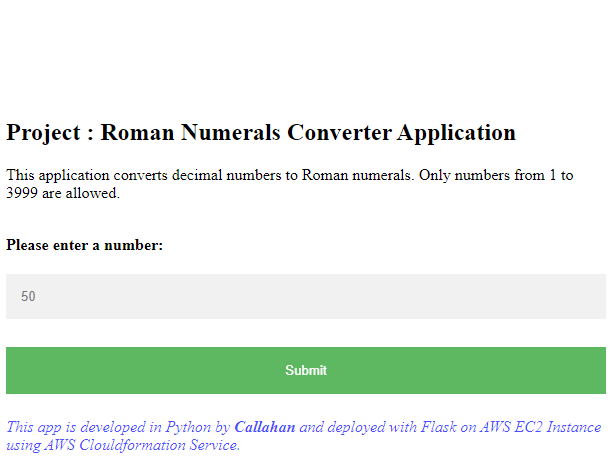 Project : Roman Numerals Converter Application
This application converts decimal numbers to Roman numerals. Only numbers from 1 to
3999 are allowed.
Please enter a number:
50
Submit
This app is developed in Python by Callahan and deployed with Flask on AWS EC2 Instance
using AWS Clouldformation Service.